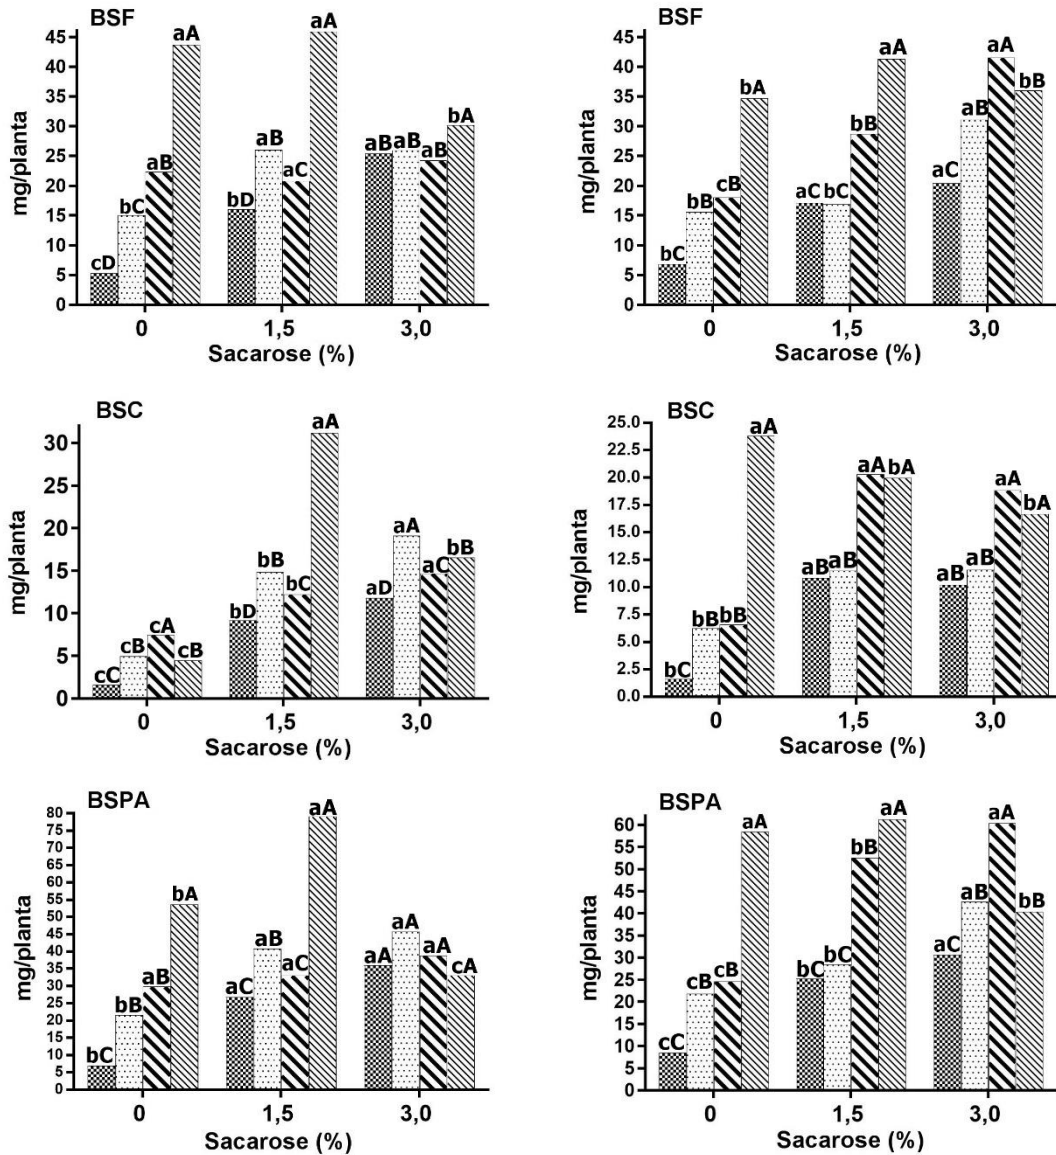 BSF
mg/planta
45
40
35
30
25
20
15
10
5
0
cD bC aB aA
bD aB aC aA
aB aB aB bA
0 1,5 3,0
Sacarose (%)
BSF
mg/planta
45
40
35
30
25
20
15
10
5
0
bC bB cB bA
aC bC bB aA
aC aB aA bB
0 1,5 3,0
Sacarose (%)
BSC
mg/planta
30
25
20
15
10
5
0
cC cB cA cB
bD bB bC aA
aD aA aC bB
0 1,5 3,0
Sacarose (%)
BSC
mg/planta
25.0
22.5
20.0
17.5
15.0
12.5
10.0
7.5
5.0
2.5
0.0
bC bB bB aA
aB aB aA bA
aB aB aA bA
0 1,5 3,0
Sacarose (%)
BSPA
mg/planta
80
75
70
65
60
55
50
45
40
35
30
25
20
15
10
5
0
bC bB aB bA
aC aB aC aA
aA aA aA cA
0 1,5 3,0
Sacarose (%)
BSPA
mg/planta
60
55
50
45
40
35
30
25
20
15
10
5
0
cC cB cB aA
bC bC bB aA
aC aB aA bB
0 1,5 3,0
Sacarose (%)